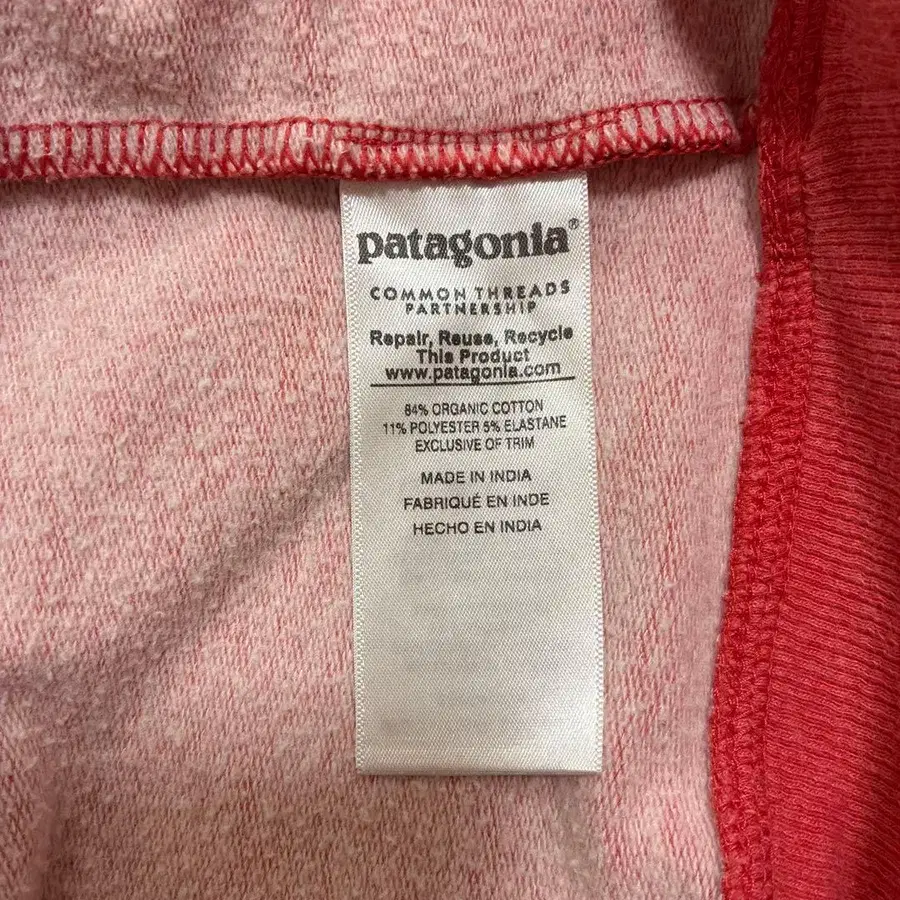 patagonia®
COMMON THREADS
PARTNERSHIP
Repair, Reuse, Recycle
This Product
www.patagonia.com
84% ORGANIC COTTON
11% POLYESTER 5% ELASTANE
EXCLUSIVE OF TRIM
MADE IN INDIA
FABRIQUÉ EN INDE
HECHO EN INDIA